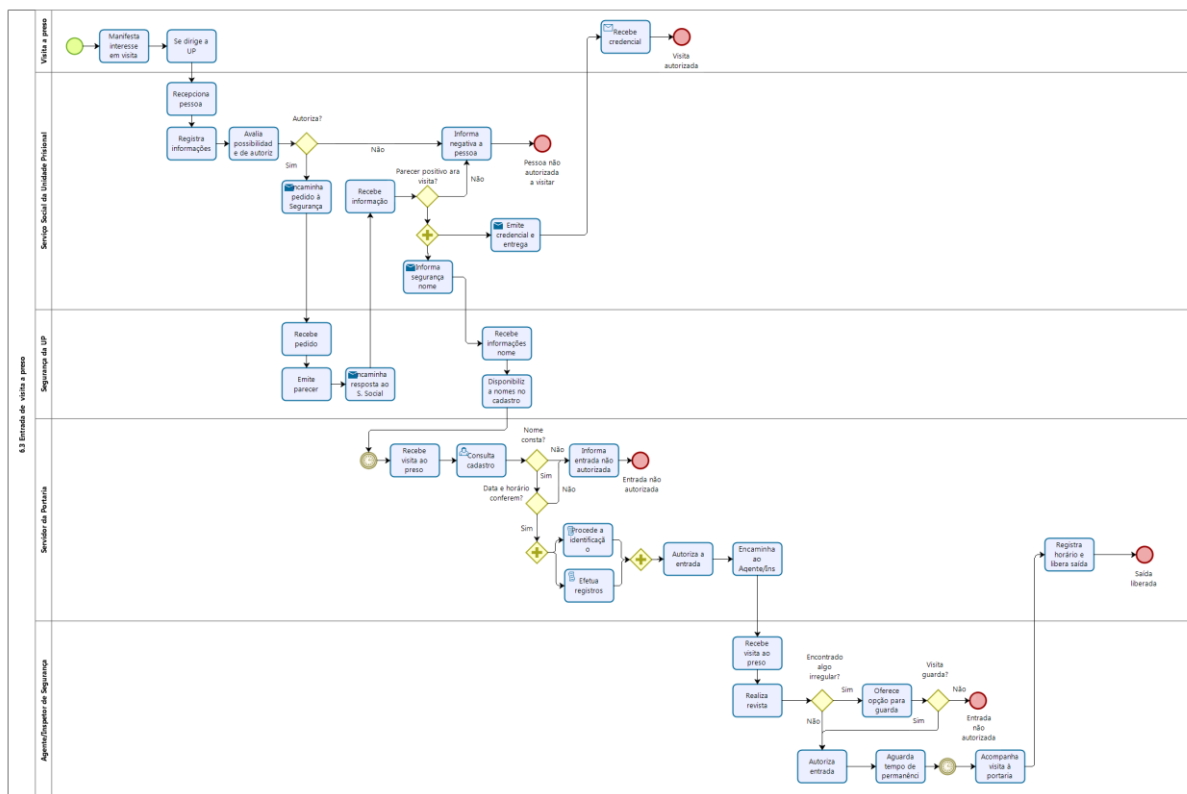 6.3 Entrada de visita a preso
Visita a preso
Manifesta
interesse
em visita
Se dirige a
UP
Recebe
credencial
Visita
autorizada
Serviço Social da Unidade Prisional
Recepciona
pessoa
Registra
informações
Avalia
possibilidad
e de autoriz
Autoriza?
Não
Sim
Informa
negativa a
pessoa
Pessoa não
autorizada
a visitar
ncaminha
pedido à
Segurança
Recebe
informação
Parecer positivo ara
visita?
Não
Emite
credencial e
entrega
Informa
segurança
nome
Segurança da UP
Recebe
pedido
Emite
parecer
ncaminha
resposta ao
S. Social
Recebe
informações
nome
Disponibiliz
a nomes no
cadastro
Servidor da Portaria
Recebe
visita ao
preso
Consulta
cadastro
Nome
consta?
Não
Sim
Informa
entrada não
autorizada
Entrada não
autorizada
Data e horário
conferem?
Não
Sim
Procede a
identificaçã
o
Efetua
registros
Autoriza a
entrada
Encaminha
ao
Agente/Ins
Registra
horário e
libera saída
Saída
liberada
Agente/Inspetor de Segurança
Recebe
visita ao
preso
Realiza
revista
Encontrado
algo
irregular?
Sim
Não
Oferece
opção para
guarda
Visita
guarda?
Não
Sim
Entrada
não
autorizada
Autoriza
entrada
Aguarda
tempo de
permanênci
Acompanha
visita à
portaria